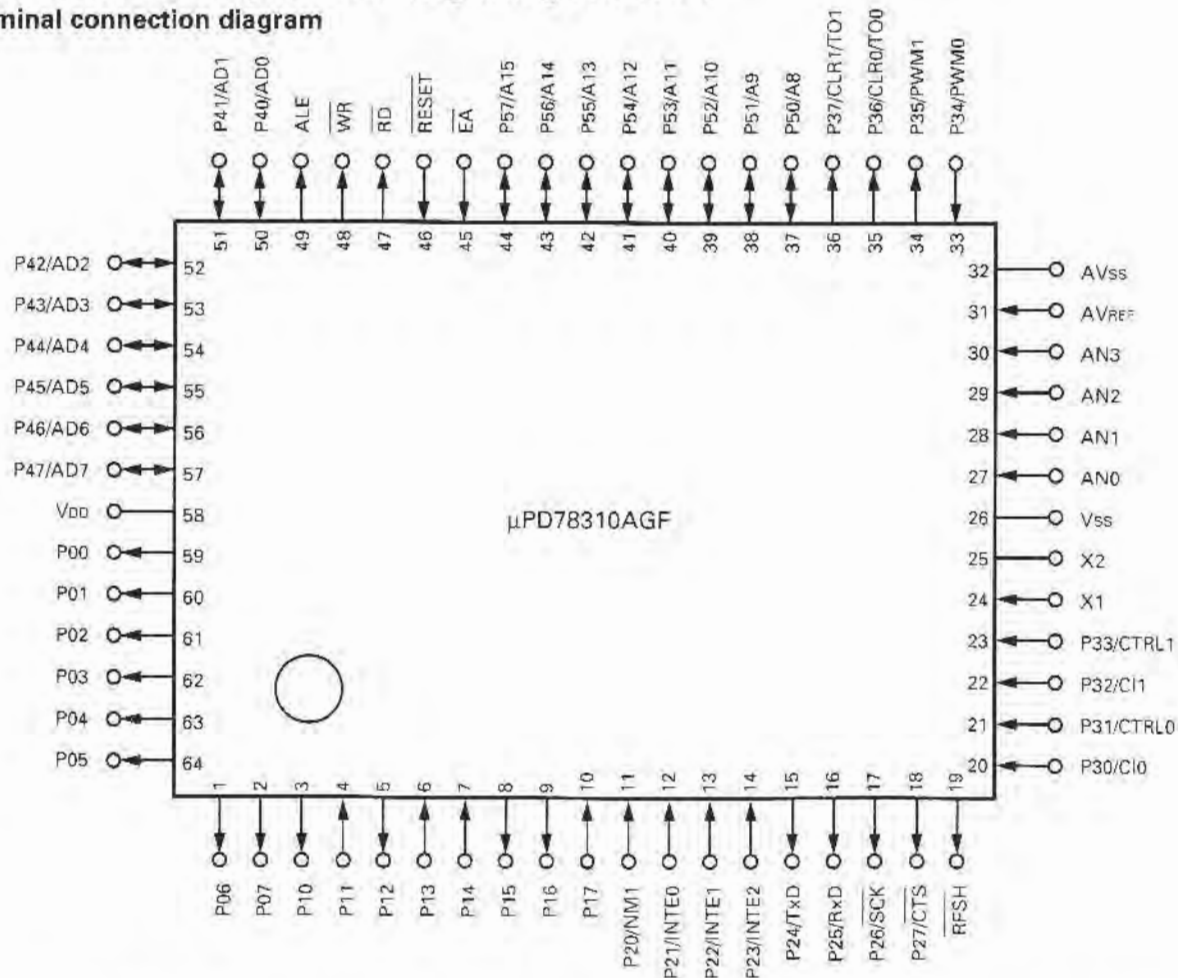 minal connection diagram
P41/AD1
P40/AD0
ALE
WR
RD
RESET
EA
P57/A15
P56/A14
P55/A13
P54/A12
P53/A11
P52/A10
P51/A9
P50/A8
P37/CLR1/TO1
P36/CLR0/TO0
P35/PWM1
P34/PWM0
51 50 49 48 47 46 45 44 43 42 41 40 39 38 37 36 35 34 33
P42/AD2 52
P43/AD3 53
P44/AD4 54
P45/AD5 55
P46/AD6 56
P47/AD7 57
VDD 58
P00 59
P01 60
P02 61
P03 62
P04 63
P05 64
µPD78310AGF
32 AVSS
31 AVREF
30 AN3
29 AN2
28 AN1
27 AN0
26 VSS
25 X2
24 X1
23 P33/CTRL1
22 P32/CI1
21 P31/CTRL0
20 P30/CI0
1 2 3 4 5 6 7 8 9 10 11 12 13 14 15 16 17 18 19
P06
P07
P10
P11
P12
P13
P14
P15
P16
P17
P20/NM1
P21/INTE0
P22/INTE1
P23/INTE2
P24/TxD
P25/RxD
P26/SCK
P27/CTS
RFSH